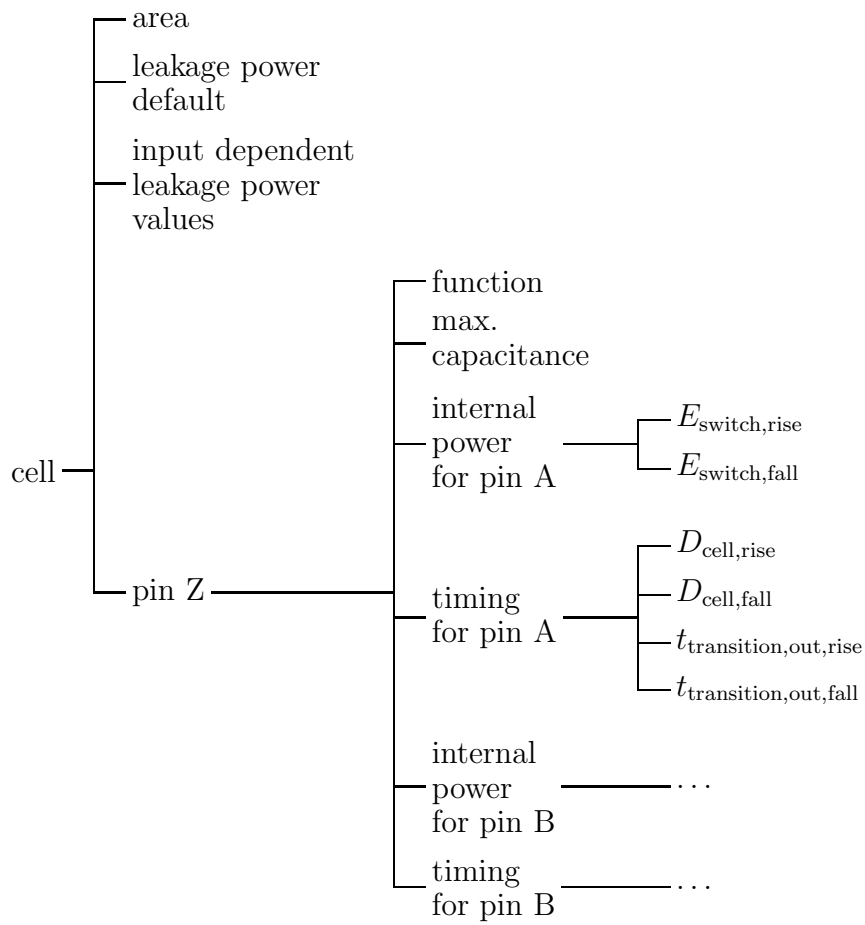 area
leakage power
default
input dependent
leakage power
values
function
max.
capacitance
internal
power
for pin A
E_switch,rise
E_switch,fall
cell
D_cell,rise
pin Z
timing
for pin A
D_cell,fall
t_transition,out,rise
t_transition,out,fall
internal
power
for pin B
...
timing
for pin B
...